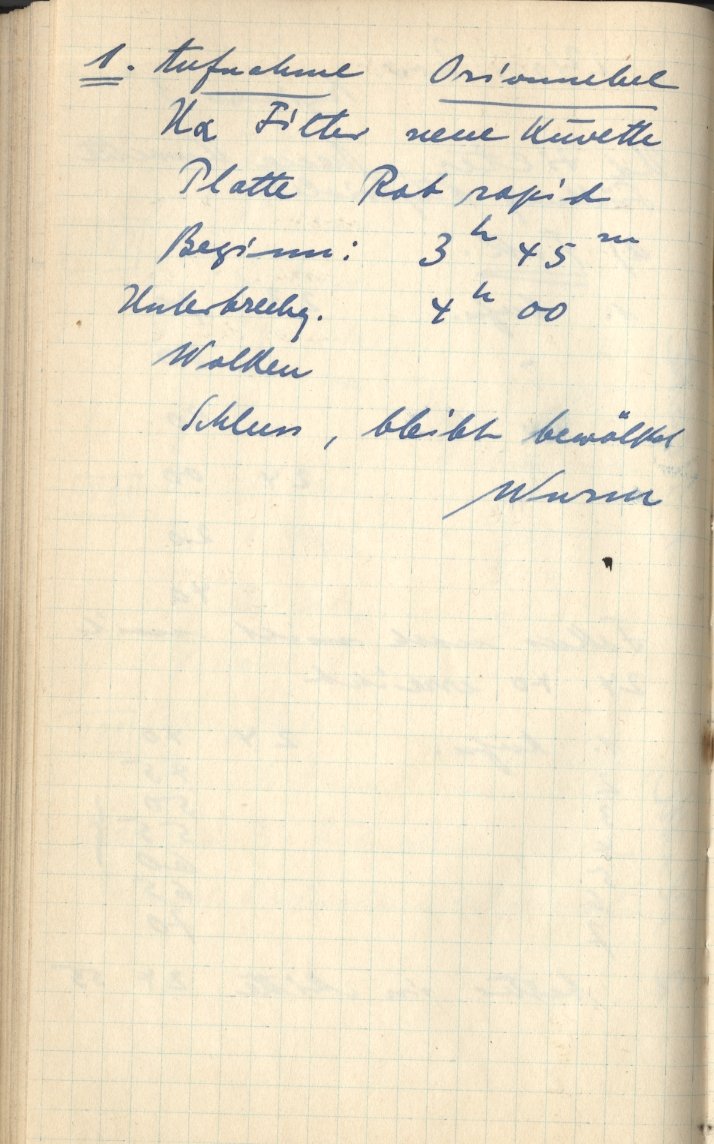 1. Aufnahme Orionnebel
Hα Filter neue Küvette
Platte Rot rapid
Beginn: 3h 45m
Unterbrechg. 4h 00
Wolken
Schluss, bleibt bewölkt
Wurm